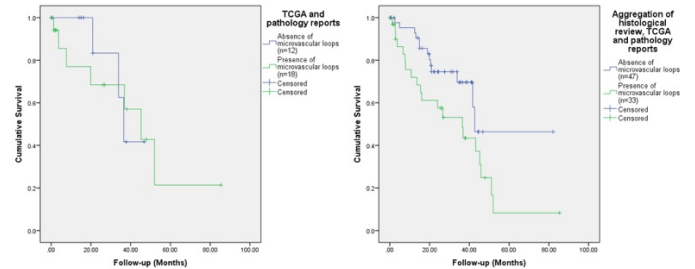 TCGA and
pathology reports
Absence of
microvascular loops
(n=12)
Presence of
microvascular loops
(n=18)
Censored
Censored
Cumulative Survival
1.0
0.8
0.6
0.4
0.2
0.0
.00 20.00 40.00 60.00 80.00 100.00
Follow-up (Months)
Aggregation of
histological
review, TCGA
and pathology
reports
Absence of
microvascular loops
(n=47)
Presence of
microvascular loops
(n=33)
Censored
Censored
Cumulative Survival
1.0
0.8
0.6
0.4
0.2
0.0
.00 20.00 40.00 60.00 80.00 100.00
Follow-up (Months)